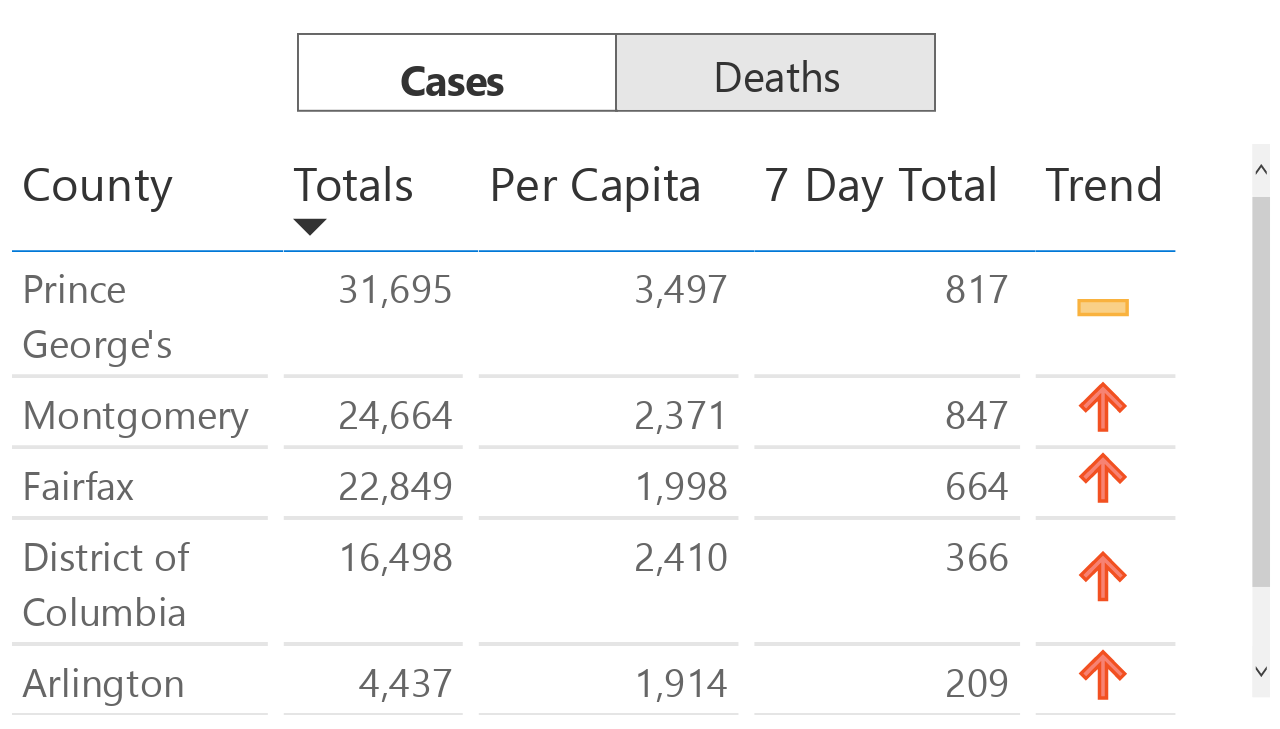 Cases Deaths
County Totals Per Capita 7 Day Total Trend
Prince 31,695 3,497 817
George's
Montgomery 24,664 2,371 847
Fairfax 22,849 1,998 664
District of 16,498 2,410 366
Columbia
Arlington 4,437 1,914 209